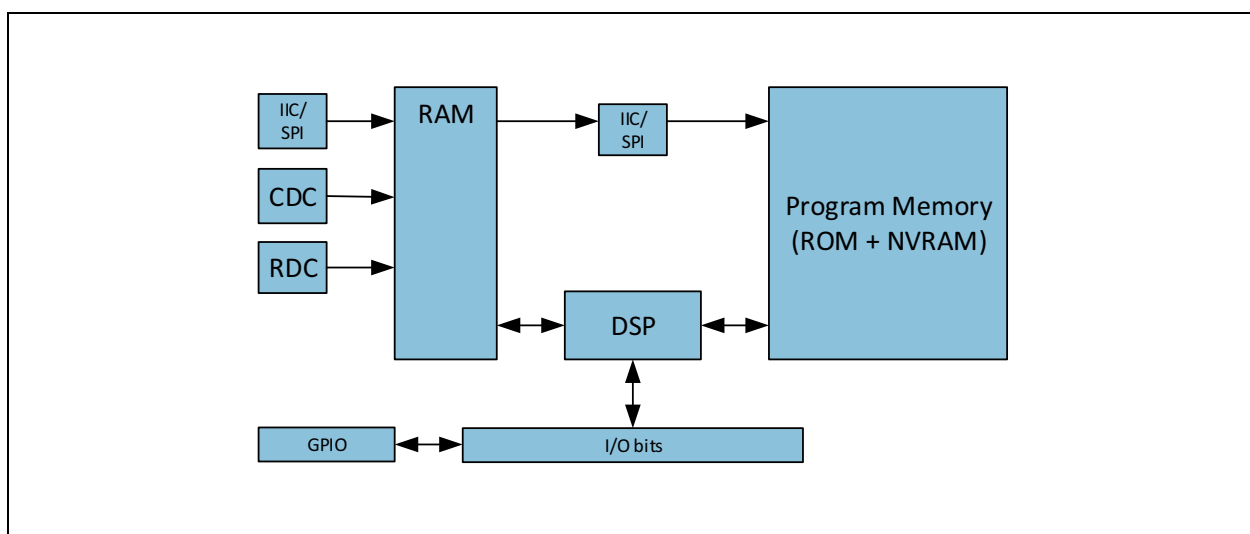 IIC/
SPI
RAM
IIC/
SPI
CDC
RDC
Program Memory
(ROM + NVRAM)
DSP
GPIO
I/O bits